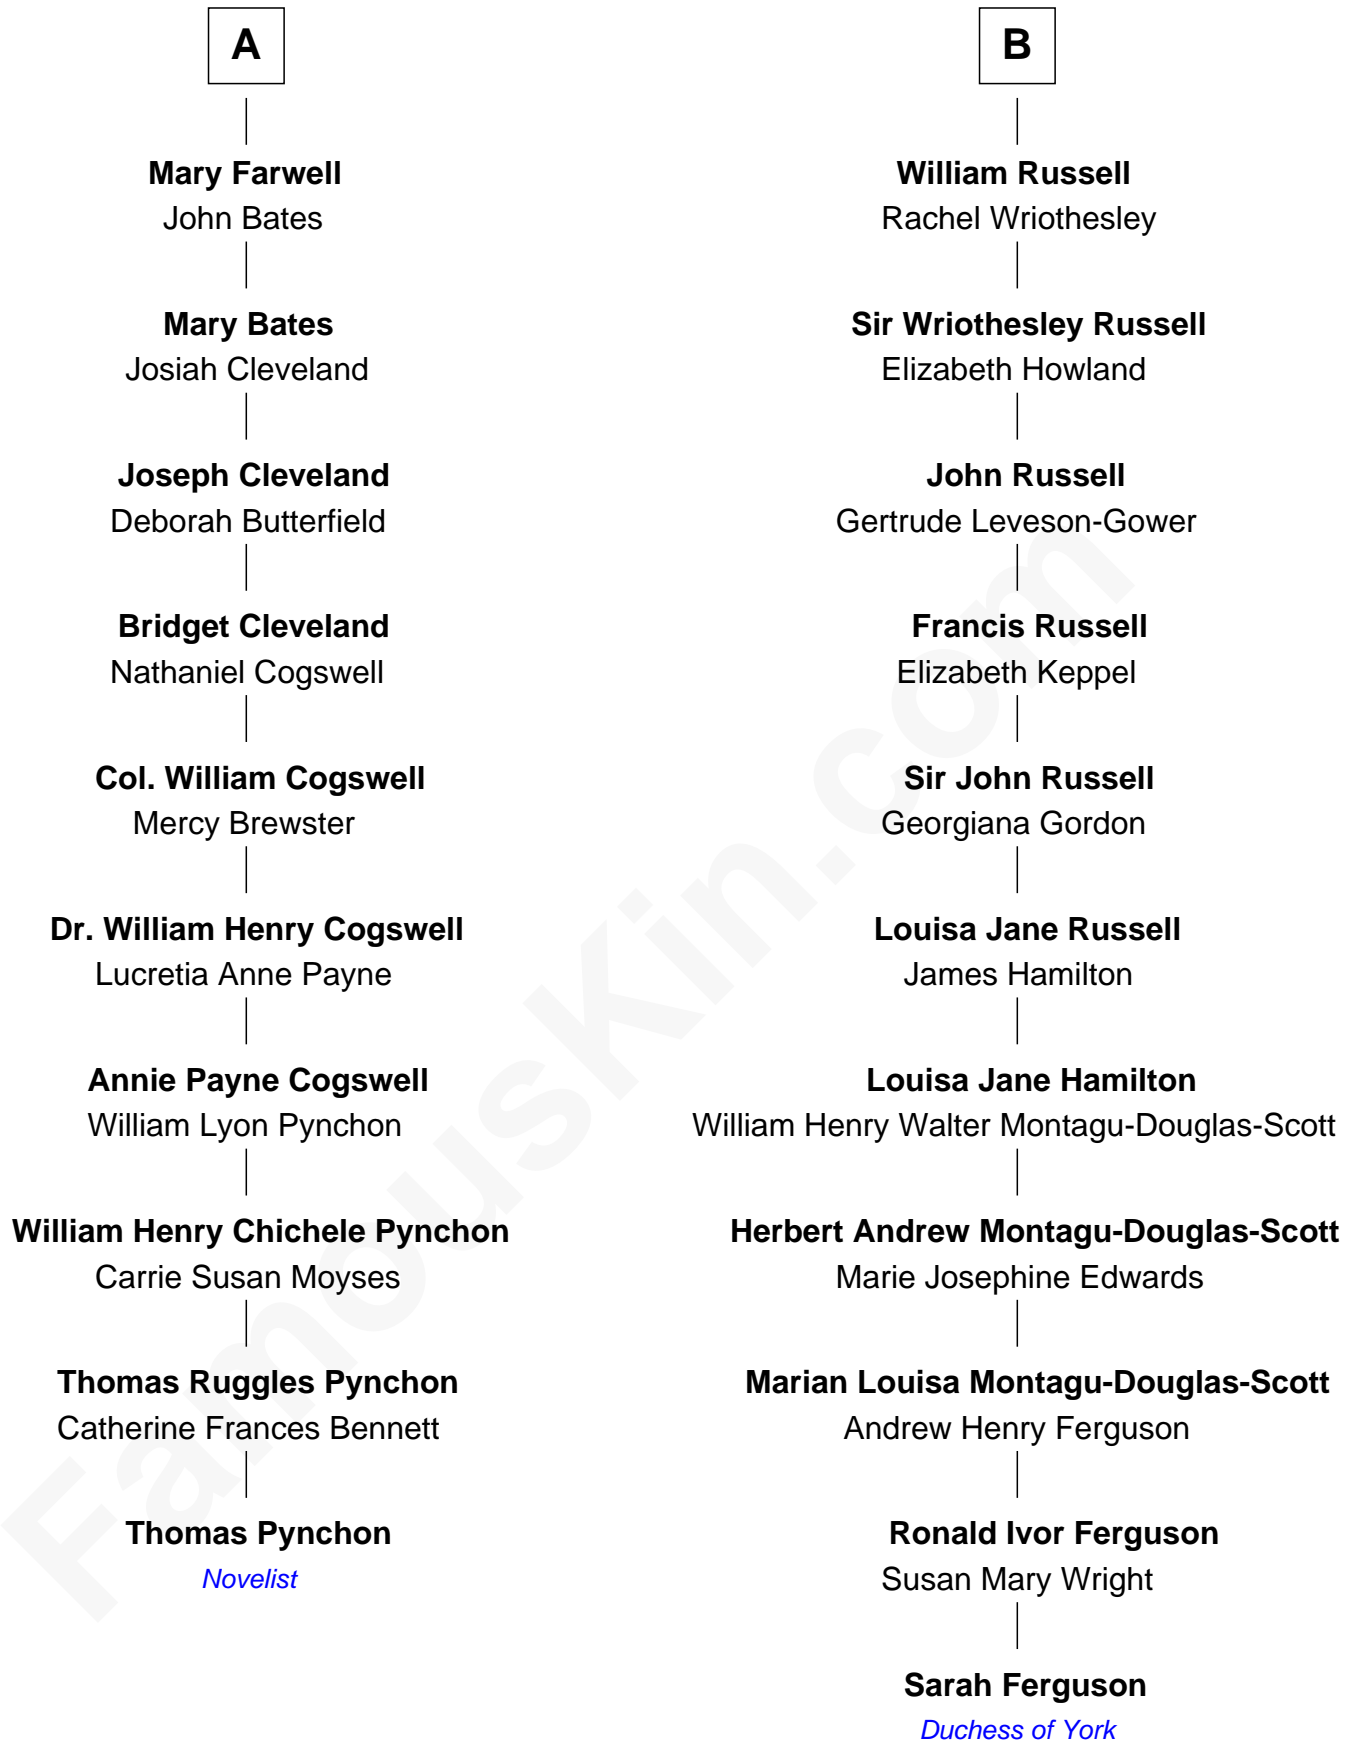 A
Mary Farwell
John Bates
Mary Bates
Josiah Cleveland
Joseph Cleveland
Deborah Butterfield
Bridget Cleveland
Nathaniel Cogswell
Col. William Cogswell
Mercy Brewster
Dr. William Henry Cogswell
Lucretia Anne Payne
Annie Payne Cogswell
William Lyon Pynchon
William Henry Chichele Pynchon
Carrie Susan Moyses
Thomas Ruggles Pynchon
Catherine Frances Bennett
Thomas Pynchon
Novelist
B
William Russell
Rachel Wriothesley
Sir Wriothesley Russell
Elizabeth Howland
John Russell
Gertrude Leveson-Gower
Francis Russell
Elizabeth Keppel
Sir John Russell
Georgiana Gordon
Louisa Jane Russell
James Hamilton
Louisa Jane Hamilton
William Henry Walter Montagu-Douglas-Scott
Herbert Andrew Montagu-Douglas-Scott
Marie Josephine Edwards
Marian Louisa Montagu-Douglas-Scott
Andrew Henry Ferguson
Ronald Ivor Ferguson
Susan Mary Wright
Sarah Ferguson
Duchess of York
FamousKin.com